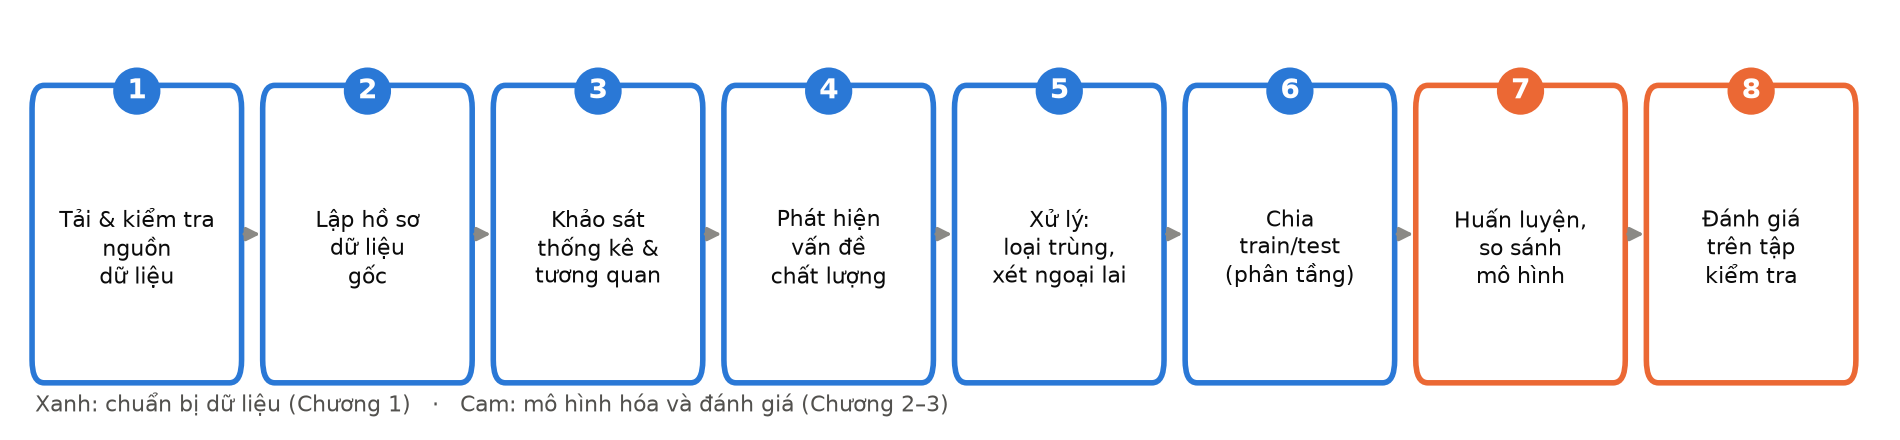 1
Tải & kiểm tra
nguồn
dữ liệu
2
Lập hồ sơ
dữ liệu
gốc
3
Khảo sát
thống kê &
tương quan
4
Phát hiện
vấn đề
chất lượng
5
Xử lý:
loại trùng,
xét ngoại lai
6
Chia
train/test
(phân tầng)
7
Huấn luyện,
so sánh
mô hình
8
Đánh giá
trên tập
kiểm tra
Xanh: chuẩn bị dữ liệu (Chương 1) · Cam: mô hình hóa và đánh giá (Chương 2–3)